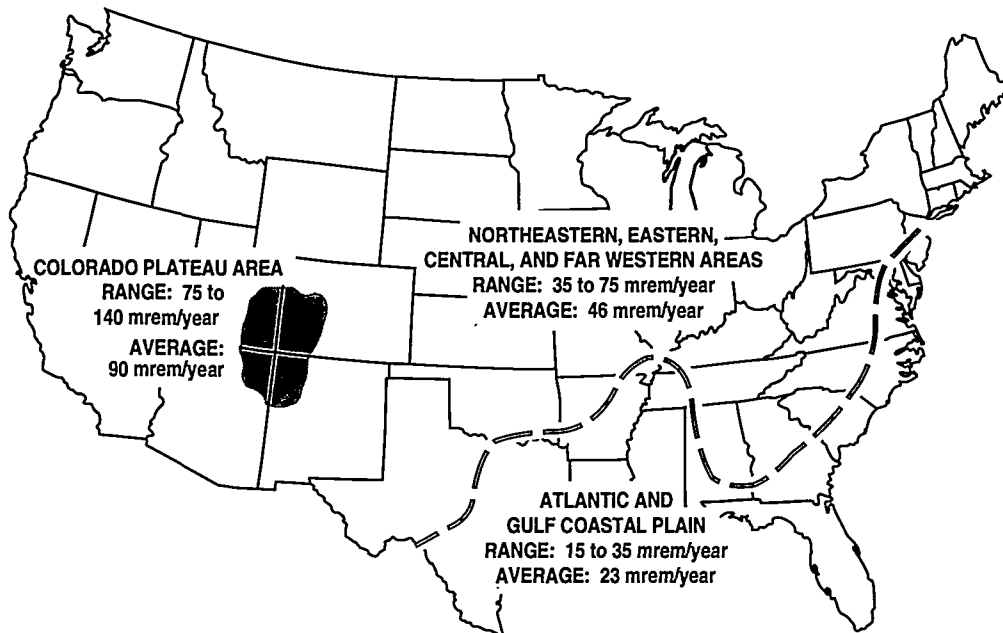 COLORADO PLATEAU AREA
RANGE: 75 to
140 mrem/year
AVERAGE:
90 mrem/year
NORTHEASTERN, EASTERN,
CENTRAL, AND FAR WESTERN AREAS
RANGE: 35 to 75 mrem/year
AVERAGE: 46 mrem/year
ATLANTIC AND
GULF COASTAL PLAIN
RANGE: 15 to 35 mrem/year
AVERAGE: 23 mrem/year